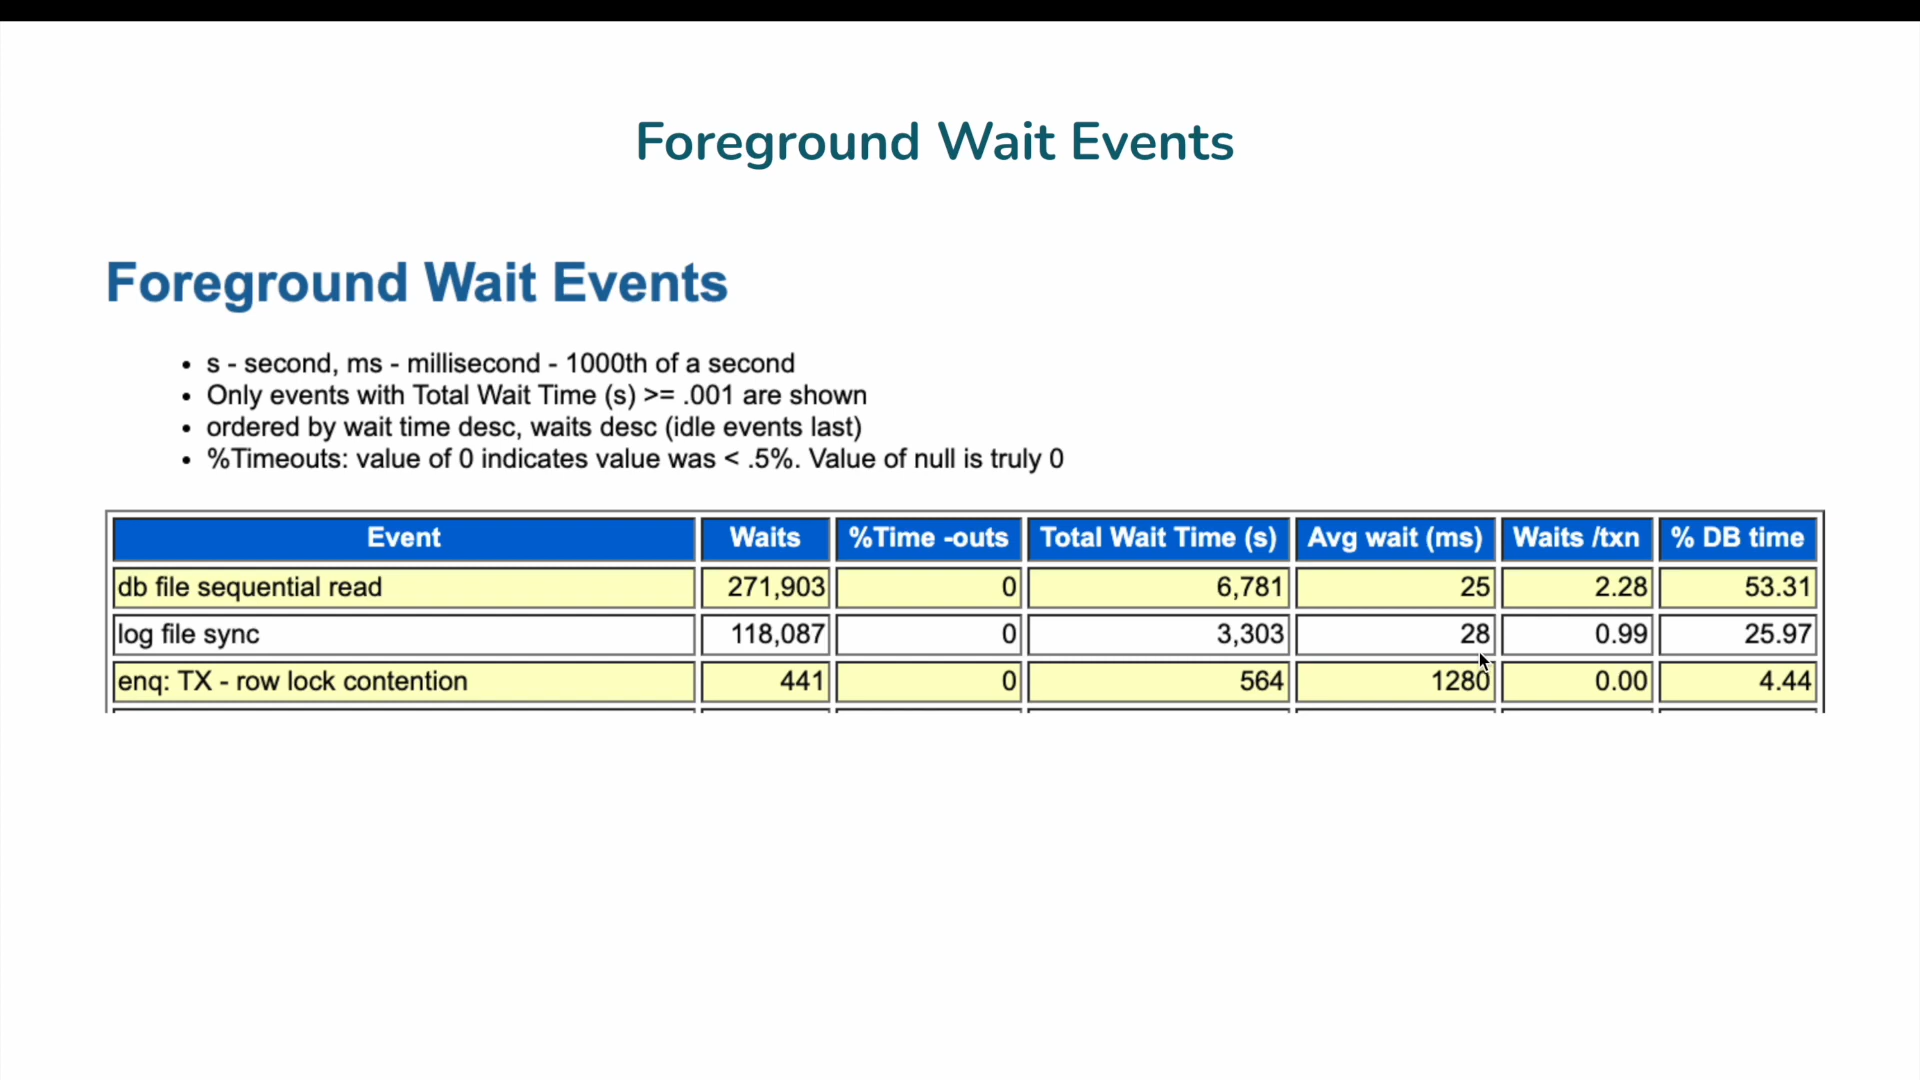 Foreground Wait Events
Foreground Wait Events
• s - second, ms - millisecond - 1000th of a second
• Only events with Total Wait Time (s) >= .001 are shown
• ordered by wait time desc, waits desc (idle events last)
• %Timeouts: value of 0 indicates value was < .5%. Value of null is truly 0
Event Waits %Time -outs Total Wait Time (s) Avg wait (ms) Waits /txn % DB time
db file sequential read 271,903 0 6,781 25 2.28 53.31
log file sync 118,087 0 3,303 28 0.99 25.97
enq: TX - row lock contention 441 0 564 1280 0.00 4.44